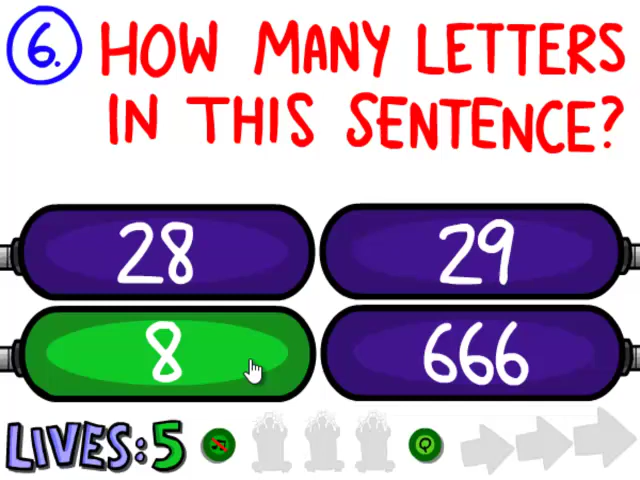 6. HOW MANY LETTERS
IN THIS SENTENCE?
28
29
8
666
LIVES:5